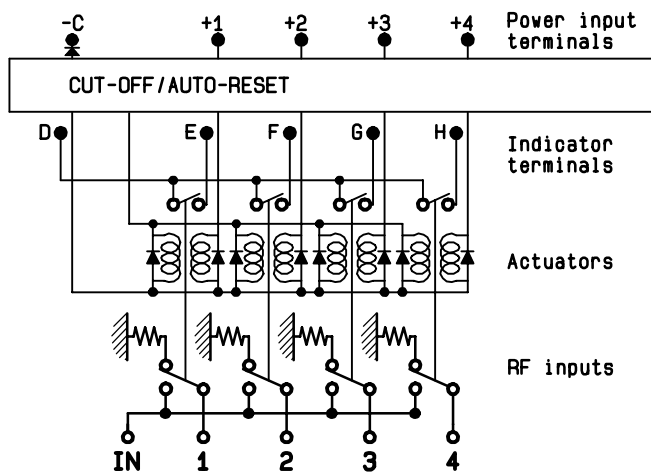 -C +1 +2 +3 +4 Power input
terminals
CUT-OFF/AUTO-RESET
D E F G H Indicator
terminals
Actuators
RF inputs
IN 1 2 3 4